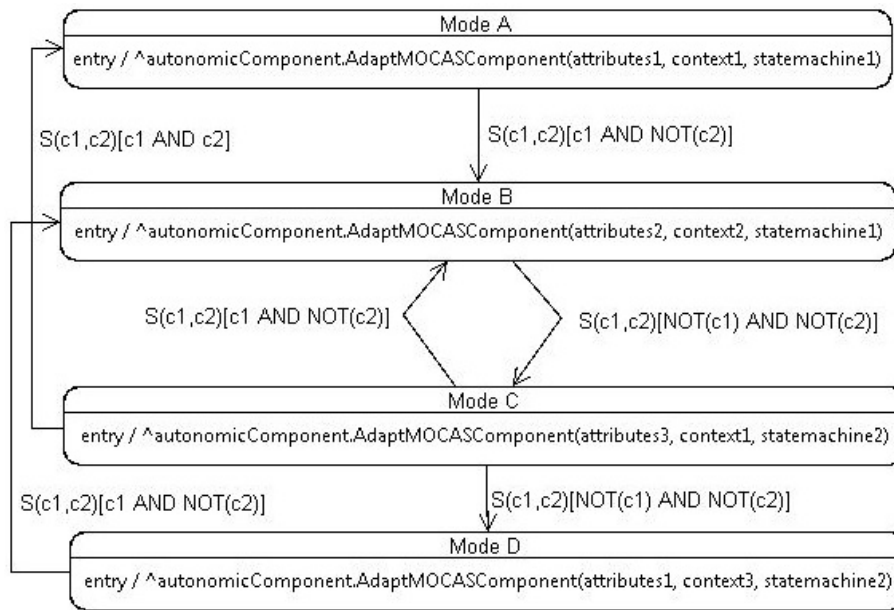 Mode A
entry / ^autonomicComponent.AdaptMOCASComponent(attributes1, context1, statemachine1)
S(c1,c2)[c1 AND c2]
S(c1,c2)[c1 AND NOT(c2)]
Mode B
entry / ^autonomicComponent.AdaptMOCASComponent(attributes2, context2, statemachine1)
S(c1,c2)[c1 AND NOT(c2)]
S(c1,c2)[NOT(c1) AND NOT(c2)]
Mode C
entry / ^autonomicComponent.AdaptMOCASComponent(attributes3, context1, statemachine2)
S(c1,c2)[c1 AND NOT(c2)]
S(c1,c2)[NOT(c1) AND NOT(c2)]
Mode D
entry / ^autonomicComponent.AdaptMOCASComponent(attributes1, context3, statemachine2)